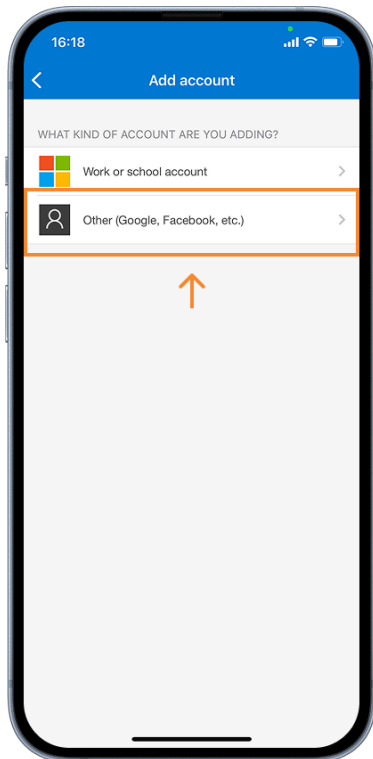 16:18
Add account
WHAT KIND OF ACCOUNT ARE YOU ADDING?
Work or school account
Other (Google, Facebook, etc.)